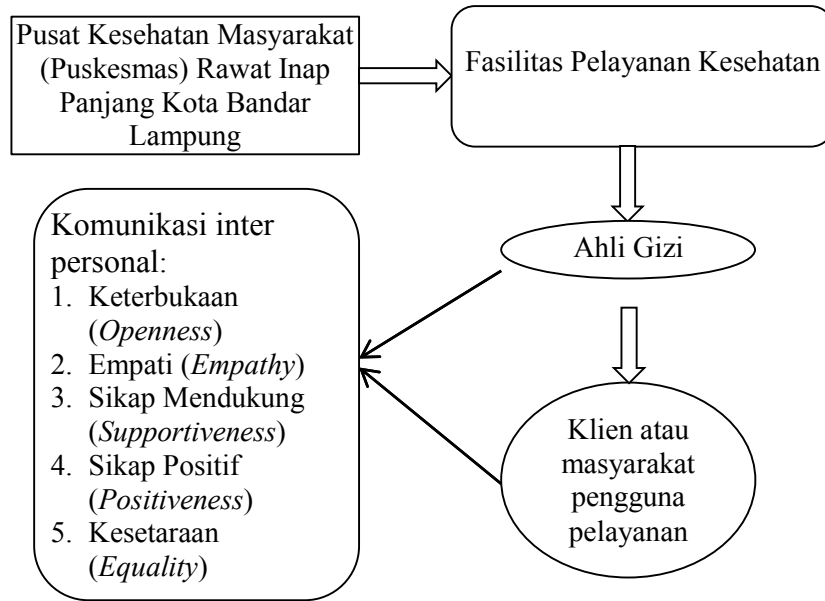 Pusat Kesehatan Masyarakat
(Puskesmas) Rawat Inap
Panjang Kota Bandar
Lampung
Fasilitas Pelayanan Kesehatan
Ahli Gizi
Komunikasi inter
personal:
1. Keterbukaan
(Openness)
2. Empati (Empathy)
3. Sikap Mendukung
(Supportiveness)
4. Sikap Positif
(Positiveness)
5. Kesetaraan
(Equality)
Klien atau
masyarakat
pengguna
pelayanan